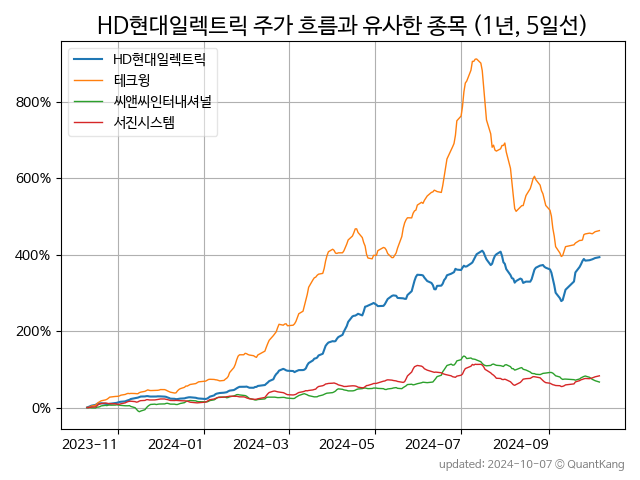 HD현대일렉트릭 주가 흐름과 유사한 종목 (1년, 5일선)
HD현대일렉트릭
테크윙
씨앤씨인터내셔널
서진시스템
800%
600%
400%
200%
0%
2023-11 2024-01 2024-03 2024-05 2024-07 2024-09
updated: 2024-10-07 © QuantKang